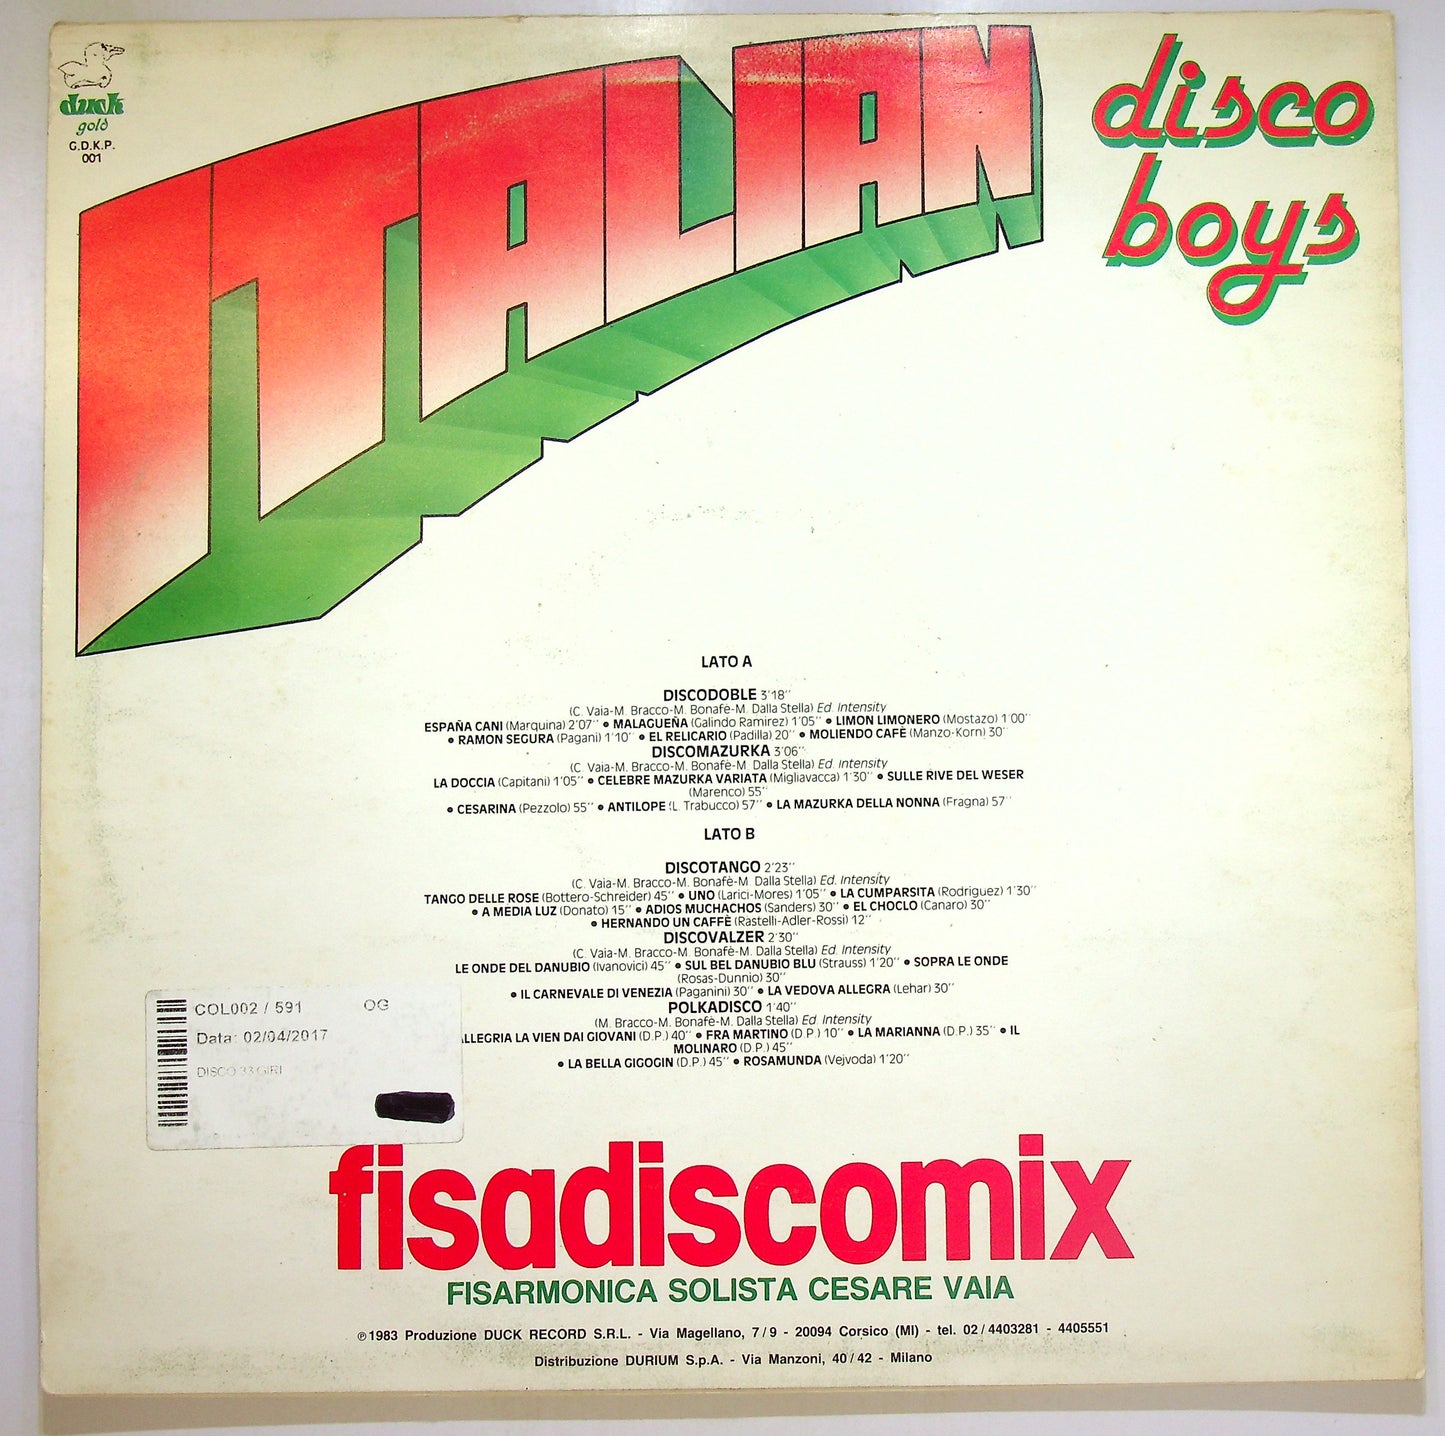 duck
gold
G.D.K.P.
001
ITALIAN
disco
boys
LATO A
DISCODOBLE 3'18''
(C. Vaia-M. Bracco-M. Bonafè-M. Dalla Stella) Ed. Intensity
ESPAÑA CANI (Marquina) 2'07'' • MALAGUEÑA (Galindo Ramirez) 1'05'' • LIMON LIMONERO (Mostazo) 1'00''
• RAMON SEGURA (Pagani) 1'10'' • EL RELICARIO (Padilla) 20'' • MOLIENDO CAFÈ (Manzo-Korn) 30''
DISCOMAZURKA 3'06''
(C. Vaia-M. Bracco-M. Bonafè-M. Dalla Stella) Ed. Intensity
LA DOCCIA (Capitani) 1'05'' • CELEBRE MAZURKA VARIATA (Migliavacca) 1'30'' • SULLE RIVE DEL WESER
(Marenco) 55''
• CESARINA (Pezzolo) 55'' • ANTILOPE (L. Trabucco) 57'' • LA MAZURKA DELLA NONNA (Fragna) 57''
LATO B
DISCOTANGO 2'23''
(C. Vaia-M. Bracco-M. Bonafè-M. Dalla Stella) Ed. Intensity
TANGO DELLE ROSE (Bottero-Schreider) 45'' • UNO (Larici-Mores) 1'05'' • LA CUMPARSITA (Rodriguez) 1'30''
• A MEDIA LUZ (Donato) 15'' • ADIOS MUCHACHOS (Sanders) 30'' • EL CHOCLO (Canaro) 30''
• HERNANDO UN CAFFÈ (Rastelli-Adler-Rossi) 12''
DISCOVALZER 2'30''
(C. Vaia-M. Bracco-M. Bonafè-M. Dalla Stella) Ed. Intensity
LE ONDE DEL DANUBIO (Ivanovici) 45'' • SUL BEL DANUBIO BLU (Strauss) 1'20'' • SOPRA LE ONDE
(Rosas-Dunnio) 30''
• IL CARNEVALE DI VENEZIA (Paganini) 30'' • LA VEDOVA ALLEGRA (Lehar) 30''
POLKADISCO 1'40''
(M. Bracco-M. Bonafè-M. Dalla Stella) Ed. Intensity
LLEGRIA LA VIEN DAI GIOVANI (D.P.) 40'' • FRA MARTINO (D.P.) 10'' • LA MARIANNA (D.P.) 35'' • IL
MOLINARO (D.P.) 45''
• LA BELLA GIGOGIN (D.P.) 45'' • ROSAMUNDA (Vejvoda) 1'20''
COL002 / 591 OG
Data: 02/04/2017
DISCO 33 GIRI
fisadiscomix
FISARMONICA SOLISTA CESARE VAIA
℗ 1983 Produzione DUCK RECORD S.R.L. - Via Magellano, 7/9 - 20094 Corsico (MI) - tel. 02/4403281 - 4405551
Distribuzione DURIUM S.p.A. - Via Manzoni, 40/42 - Milano